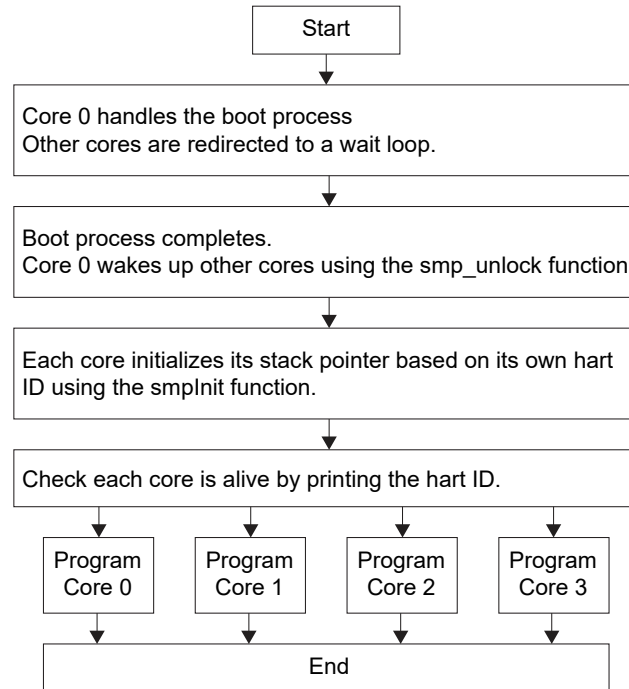 Start
Core 0 handles the boot process
Other cores are redirected to a wait loop.
Boot process completes.
Core 0 wakes up other cores using the smp_unlock function
Each core initializes its stack pointer based on its own hart
ID using the smpInit function.
Check each core is alive by printing the hart ID.
Program
Core 0
Program
Core 1
Program
Core 2
Program
Core 3
End